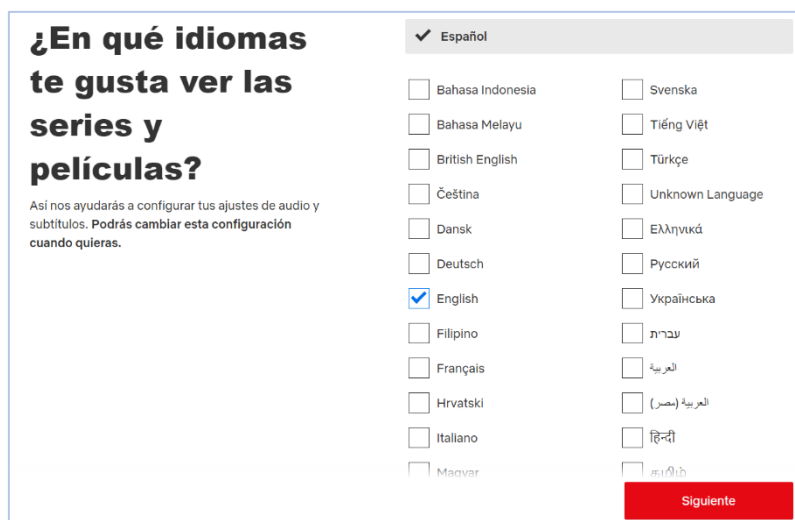 ¿En qué idiomas
te gusta ver las
series y
películas?
Así nos ayudarás a configurar tus ajustes de audio y
subtítulos. Podrás cambiar esta configuración
cuando quieras.
Español
Bahasa Indonesia
Bahasa Melayu
British English
Čeština
Dansk
Deutsch
English
Filipino
Français
Hrvatski
Italiano
Magyar
Svenska
Tiếng Việt
Türkçe
Unknown Language
Ελληνικά
Русский
Українська
עברית
العربية
العربية (مصر)
हिन्दी
தமிழ்
Siguiente